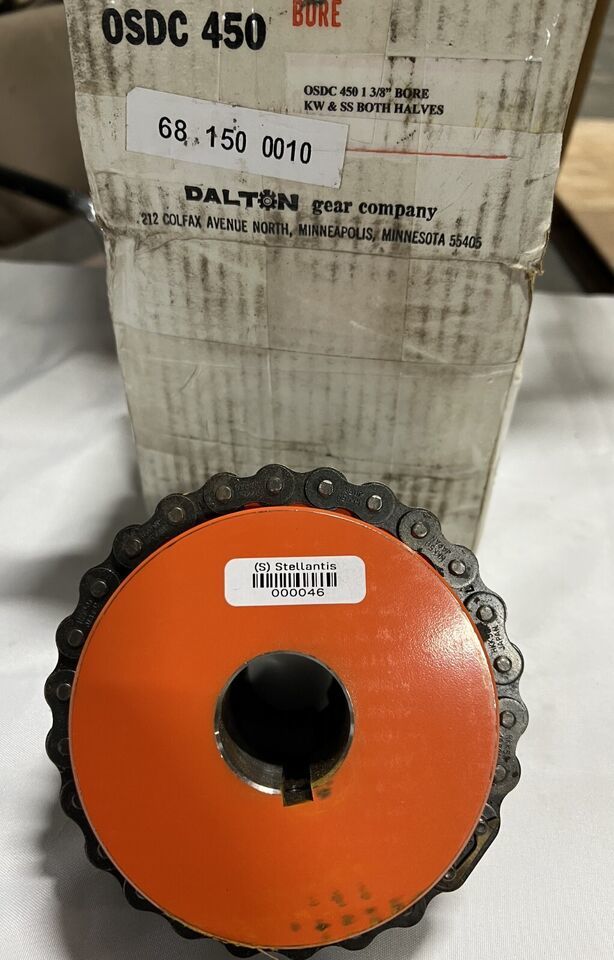 BORE
OSDC 450
OSDC 450 1 3/8" BORE
KW & SS BOTH HALVES
68 150 0010
DALTON gear company
212 COLFAX AVENUE NORTH, MINNEAPOLIS, MINNESOTA 55405
(S) Stellantis
000046
JAPAN